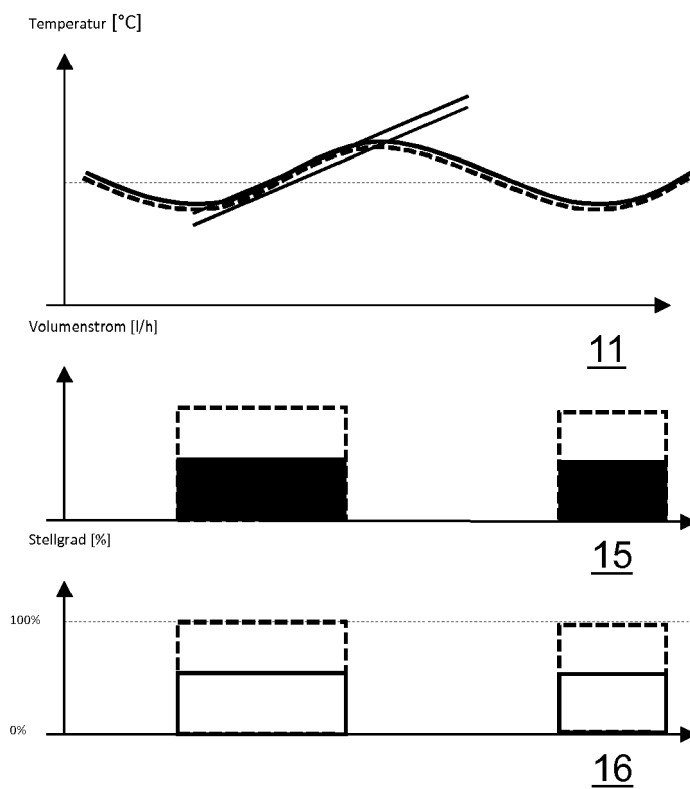 Temperatur [°C]
Volumenstrom [l/h]
11
Stellgrad [%]
15
100%
0%
16